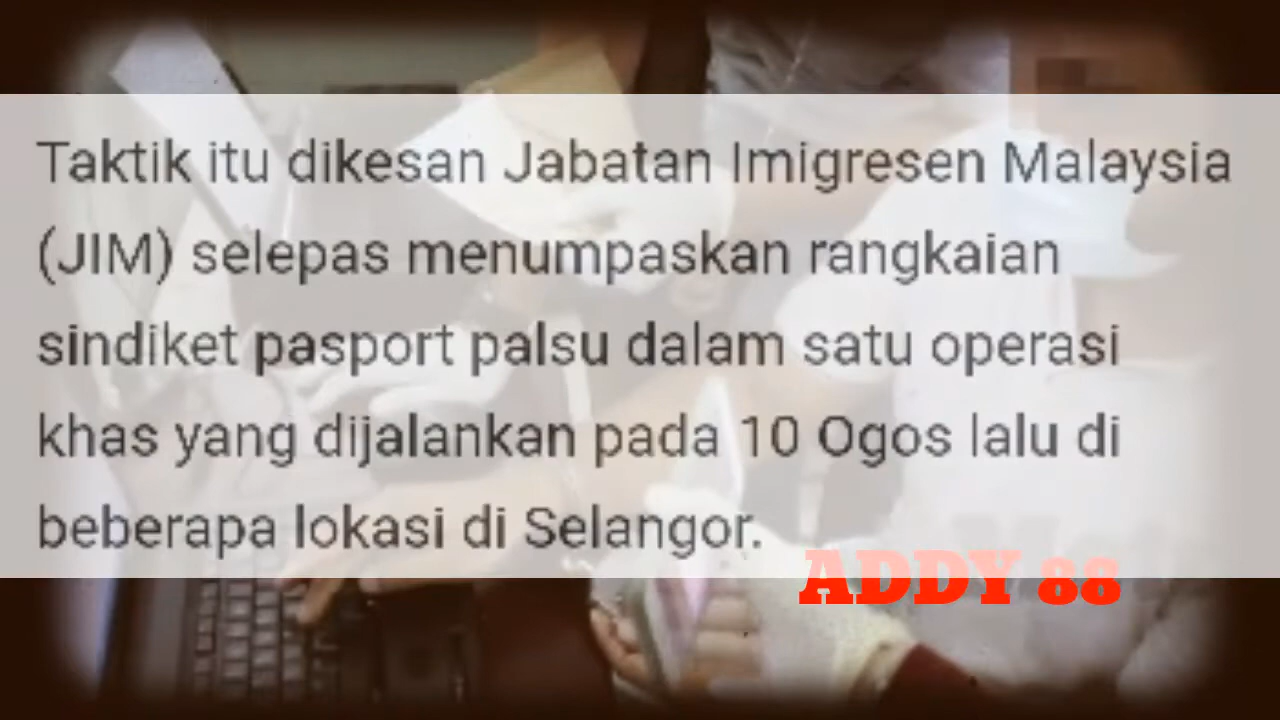 Taktik itu dikesan Jabatan Imigresen Malaysia
(JIM) selepas menumpaskan rangkaian
sindiket pasport palsu dalam satu operasi
khas yang dijalankan pada 10 Ogos lalu di
beberapa lokasi di Selangor.
ADDY 88